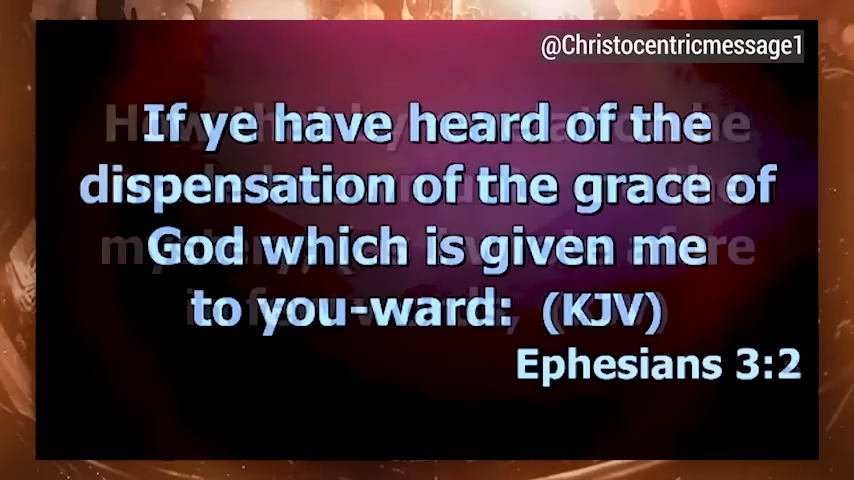 @Christocentricmessage1
If ye have heard of the
dispensation of the grace of
God which is given me
to you-ward: (KJV)
Ephesians 3:2